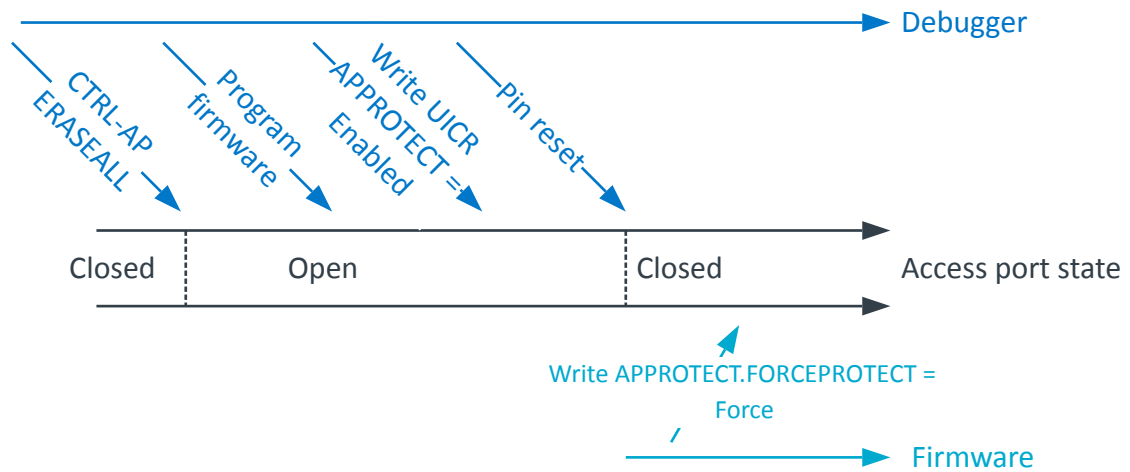 Debugger
CTRL-AP
ERASEALL
Program
firmware
Write UICR
APPROTECT =
Enabled
Pin reset
Closed
Open
Closed
Access port state
Write APPROTECT.FORCEPROTECT =
Force
Firmware